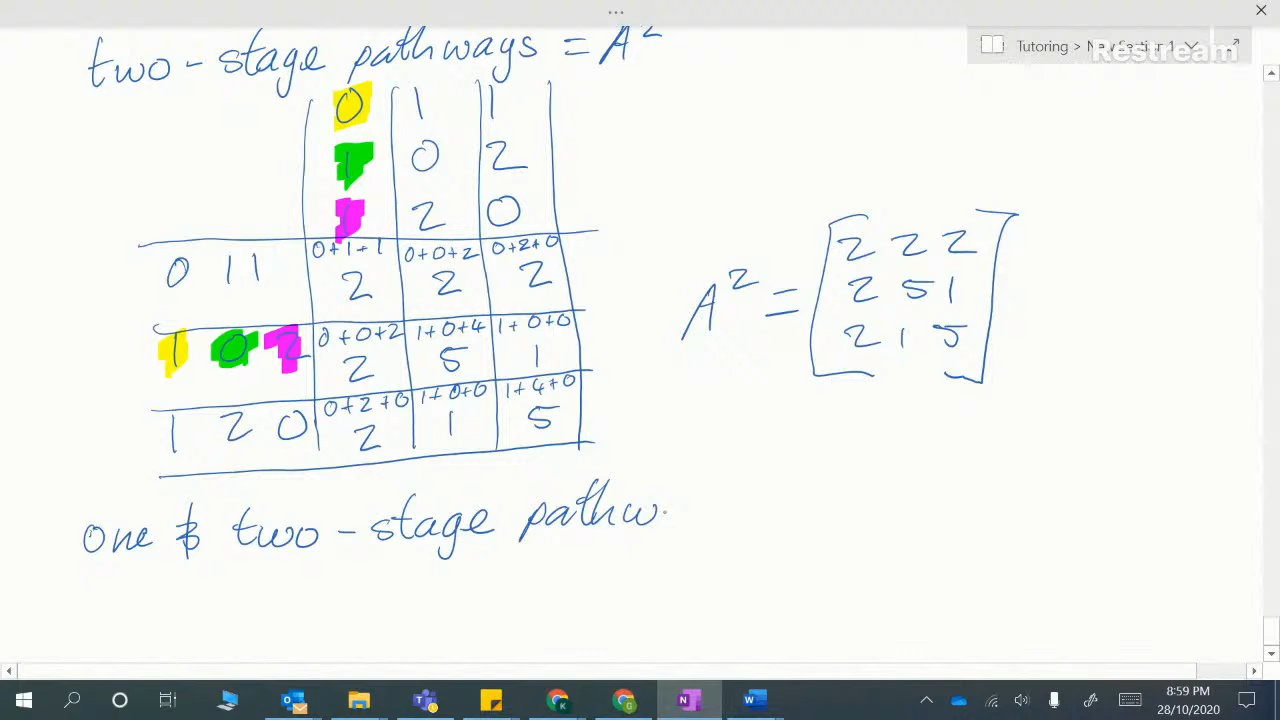 two-stage pathways = A²
Tutoring > New Section 1
Restream
0 1 1
1 0 2
1 2 0
0+1+1 0+0+2 0+2+0
0 1 1 2 2 2
0+0+2 1+0+4 1+0+0
1 0 2 2 5 1
0+2+0 1+0+0 1+4+0
1 2 0 2 1 5
A² =
2 2 2
2 5 1
2 1 5
one & two-stage pathw
8:59 PM
28/10/2020